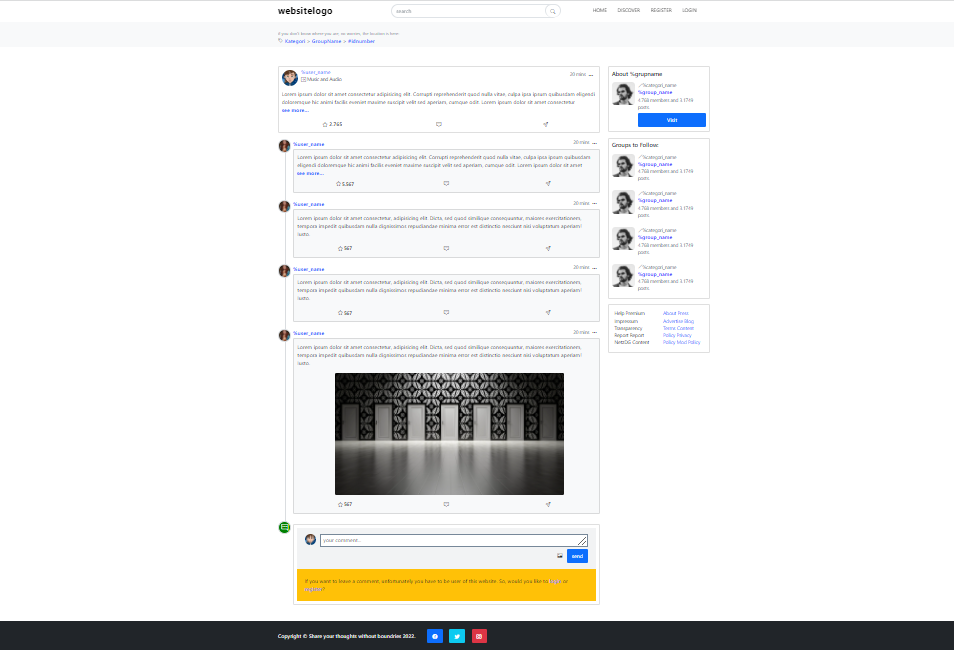 websitelogo
search
HOME DISCOVER REGISTER LOGIN
If you don't know where you are, no worries, the location is here:
Kategori > GroupName > #Idnumber
%user_name
Music and Audio
20 mins
Lorem ipsum dolor sit amet consectetur adipisicing elit. Corrupti reprehenderit quod nulla vitae, culpa ipsa ipsum quibusdam eligendi
doloremque hic animi facilis eveniet maxime suscipit velit sed aperiam, cumque odit. Lorem ipsum dolor sit amet consectetur
see more...
2.765
%user_name
20 mins
Lorem ipsum dolor sit amet consectetur adipisicing elit. Corrupti reprehenderit quod nulla vitae, culpa ipsa ipsum quibusdam
eligendi doloremque hic animi facilis eveniet maxime suscipit velit sed aperiam, cumque odit. Lorem ipsum dolor sit amet
see more...
5.567
%user_name
20 mins
Lorem ipsum dolor sit amet consectetur, adipisicing elit. Dicta, sed quod similique consequuntur, maiores exercitationem,
tempora impedit quibusdam nulla dignissimos repudiandae minima error est distinctio nesciunt nisi voluptatum aperiam!
Iusto.
567
%user_name
20 mins
Lorem ipsum dolor sit amet consectetur, adipisicing elit. Dicta, sed quod similique consequuntur, maiores exercitationem,
tempora impedit quibusdam nulla dignissimos repudiandae minima error est distinctio nesciunt nisi voluptatum aperiam!
Iusto.
567
%user_name
20 mins
Lorem ipsum dolor sit amet consectetur, adipisicing elit. Dicta, sed quod similique consequuntur, maiores exercitationem,
tempora impedit quibusdam nulla dignissimos repudiandae minima error est distinctio nesciunt nisi voluptatum aperiam!
Iusto.
567
your comment...
send
If you want to leave a comment, unfortunately you have to be user of this website. So, would you like to login or
register?
About %grupname
%categori_name
%group_name
4.768 members and 3.1749
posts
Visit
Groups to Follow:
%categori_name
%group_name
4.768 members and 3.1749
posts
%categori_name
%group_name
4.768 members and 3.1749
posts
%categori_name
%group_name
4.768 members and 3.1749
posts
%categori_name
%group_name
4.768 members and 3.1749
posts
Help Premium About Press
Impressum Advertise Blog
Transparency Terms Content
Report Report Policy Privacy
NetzDG Content Policy Mod Policy
Copyright © Share your thoughts without boundries 2022.